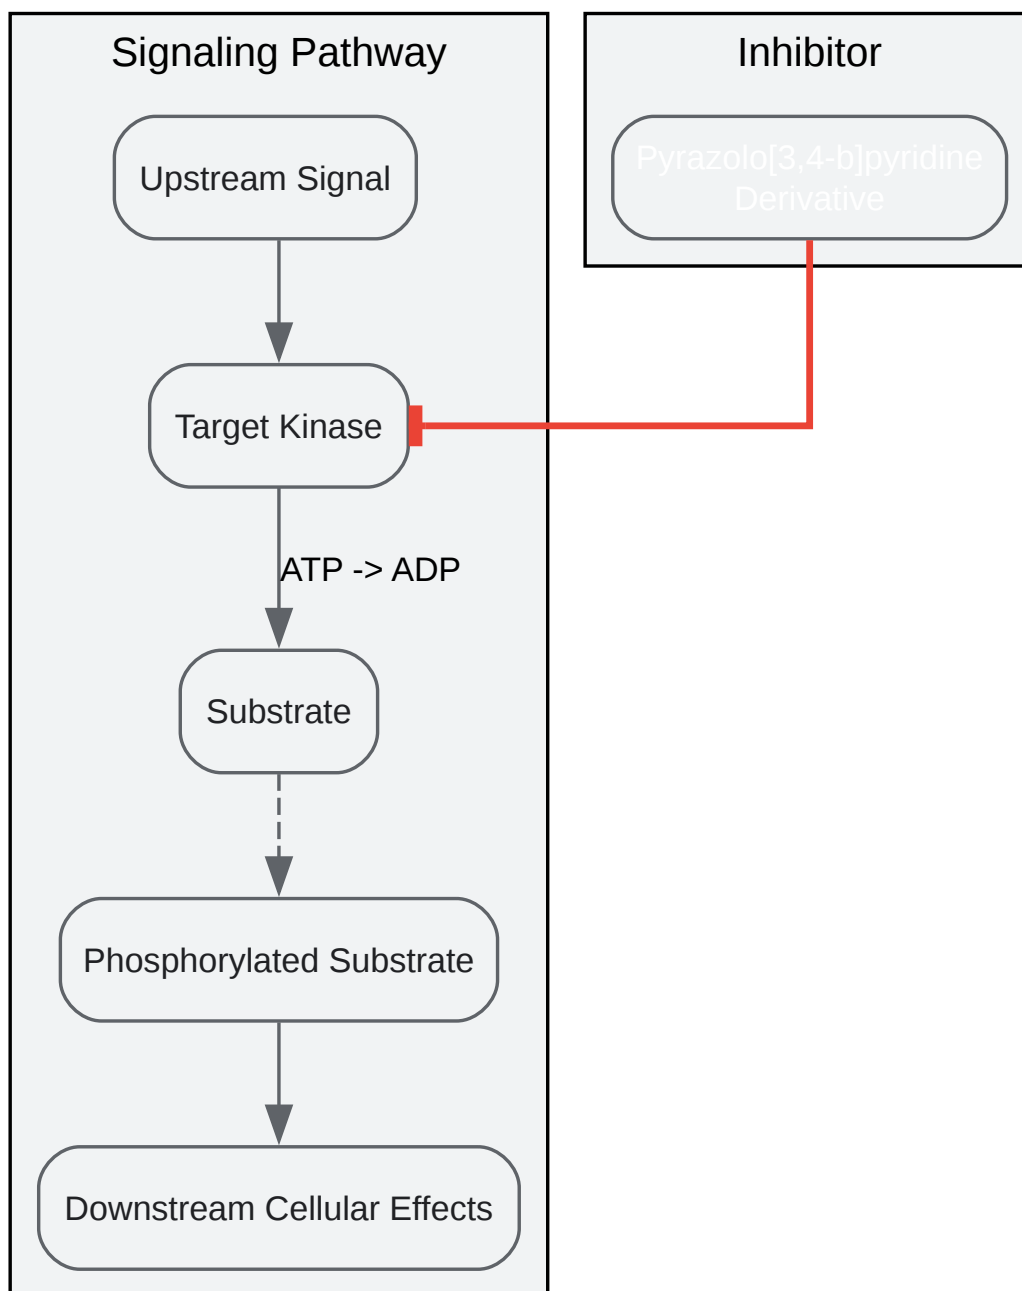 Signaling Pathway
Upstream Signal
Target Kinase
ATP -> ADP
Substrate
Phosphorylated Substrate
Downstream Cellular Effects
Inhibitor
Pyrazolo[3,4-b]pyridine
Derivative